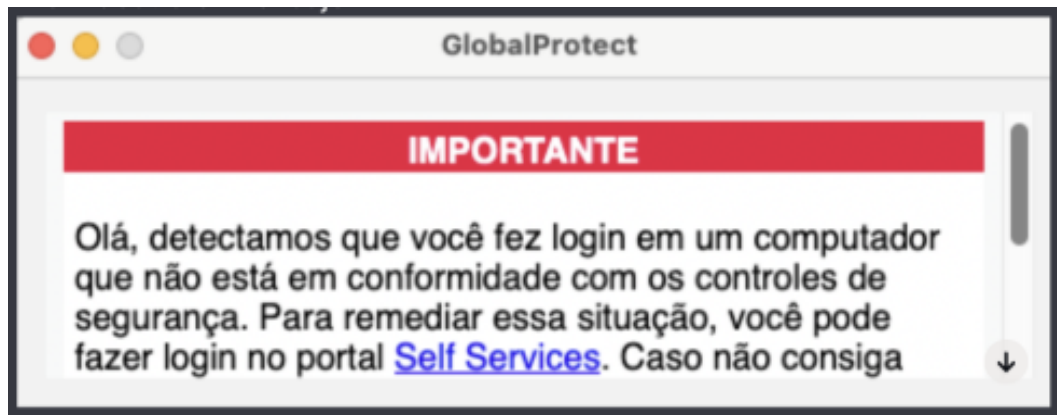 GlobalProtect
IMPORTANTE
Olá, detectamos que você fez login em um computador
que não está em conformidade com os controles de
segurança. Para remediar essa situação, você pode
fazer login no portal Self Services. Caso não consiga